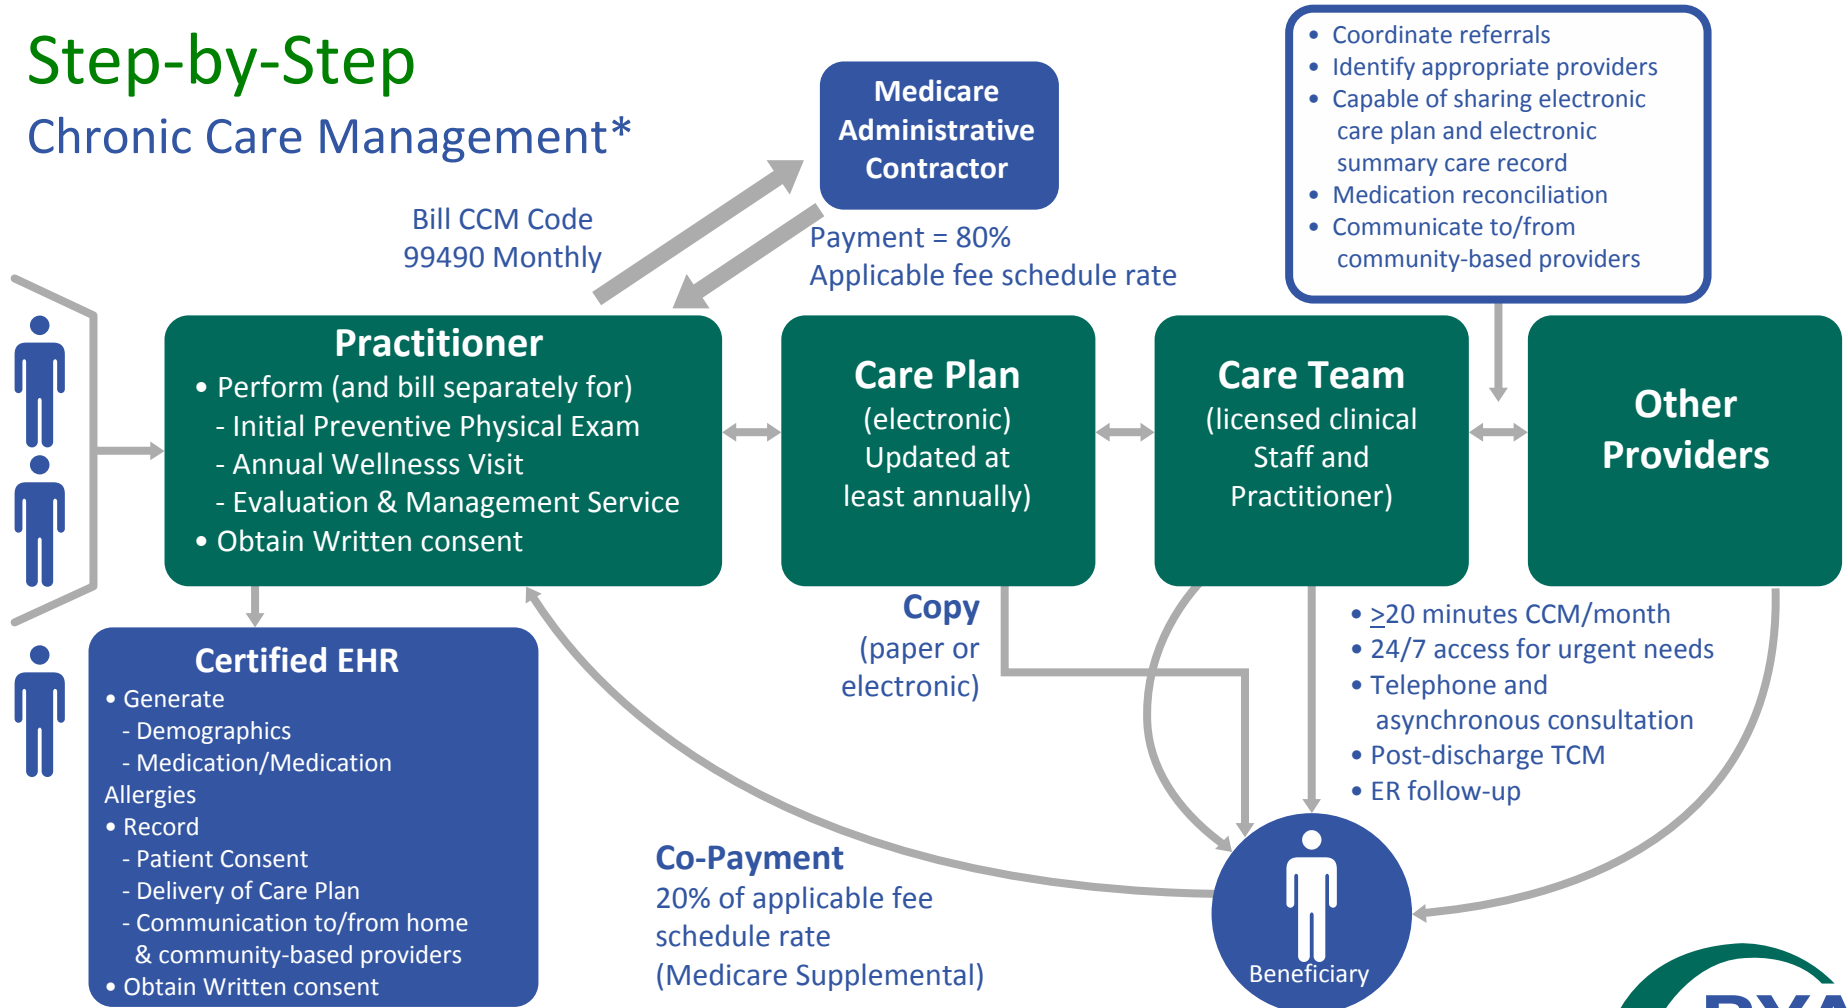 Step-by-Step
Chronic Care Management*
Bill CCM Code
99490 Monthly
Medicare
Administrative
Contractor
Payment = 80%
Applicable fee schedule rate
• Coordinate referrals
• Identify appropriate providers
• Capable of sharing electronic
care plan and electronic
summary care record
• Medication reconciliation
• Communicate to/from
community-based providers
Practitioner
• Perform (and bill separately for)
- Initial Preventive Physical Exam
- Annual Wellnesss Visit
- Evaluation & Management Service
• Obtain Written consent
Care Plan
(electronic)
Updated at
least annually)
Care Team
(licensed clinical
Staff and
Practitioner)
Other
Providers
Certified EHR
• Generate
- Demographics
- Medication/Medication
Allergies
• Record
- Patient Consent
- Delivery of Care Plan
- Communication to/from home
& community-based providers
• Obtain Written consent
Copy
(paper or
electronic)
• ≥20 minutes CCM/month
• 24/7 access for urgent needs
• Telephone and
asynchronous consultation
• Post-discharge TCM
• ER follow-up
Co-Payment
20% of applicable fee
schedule rate
(Medicare Supplemental)
Beneficiary